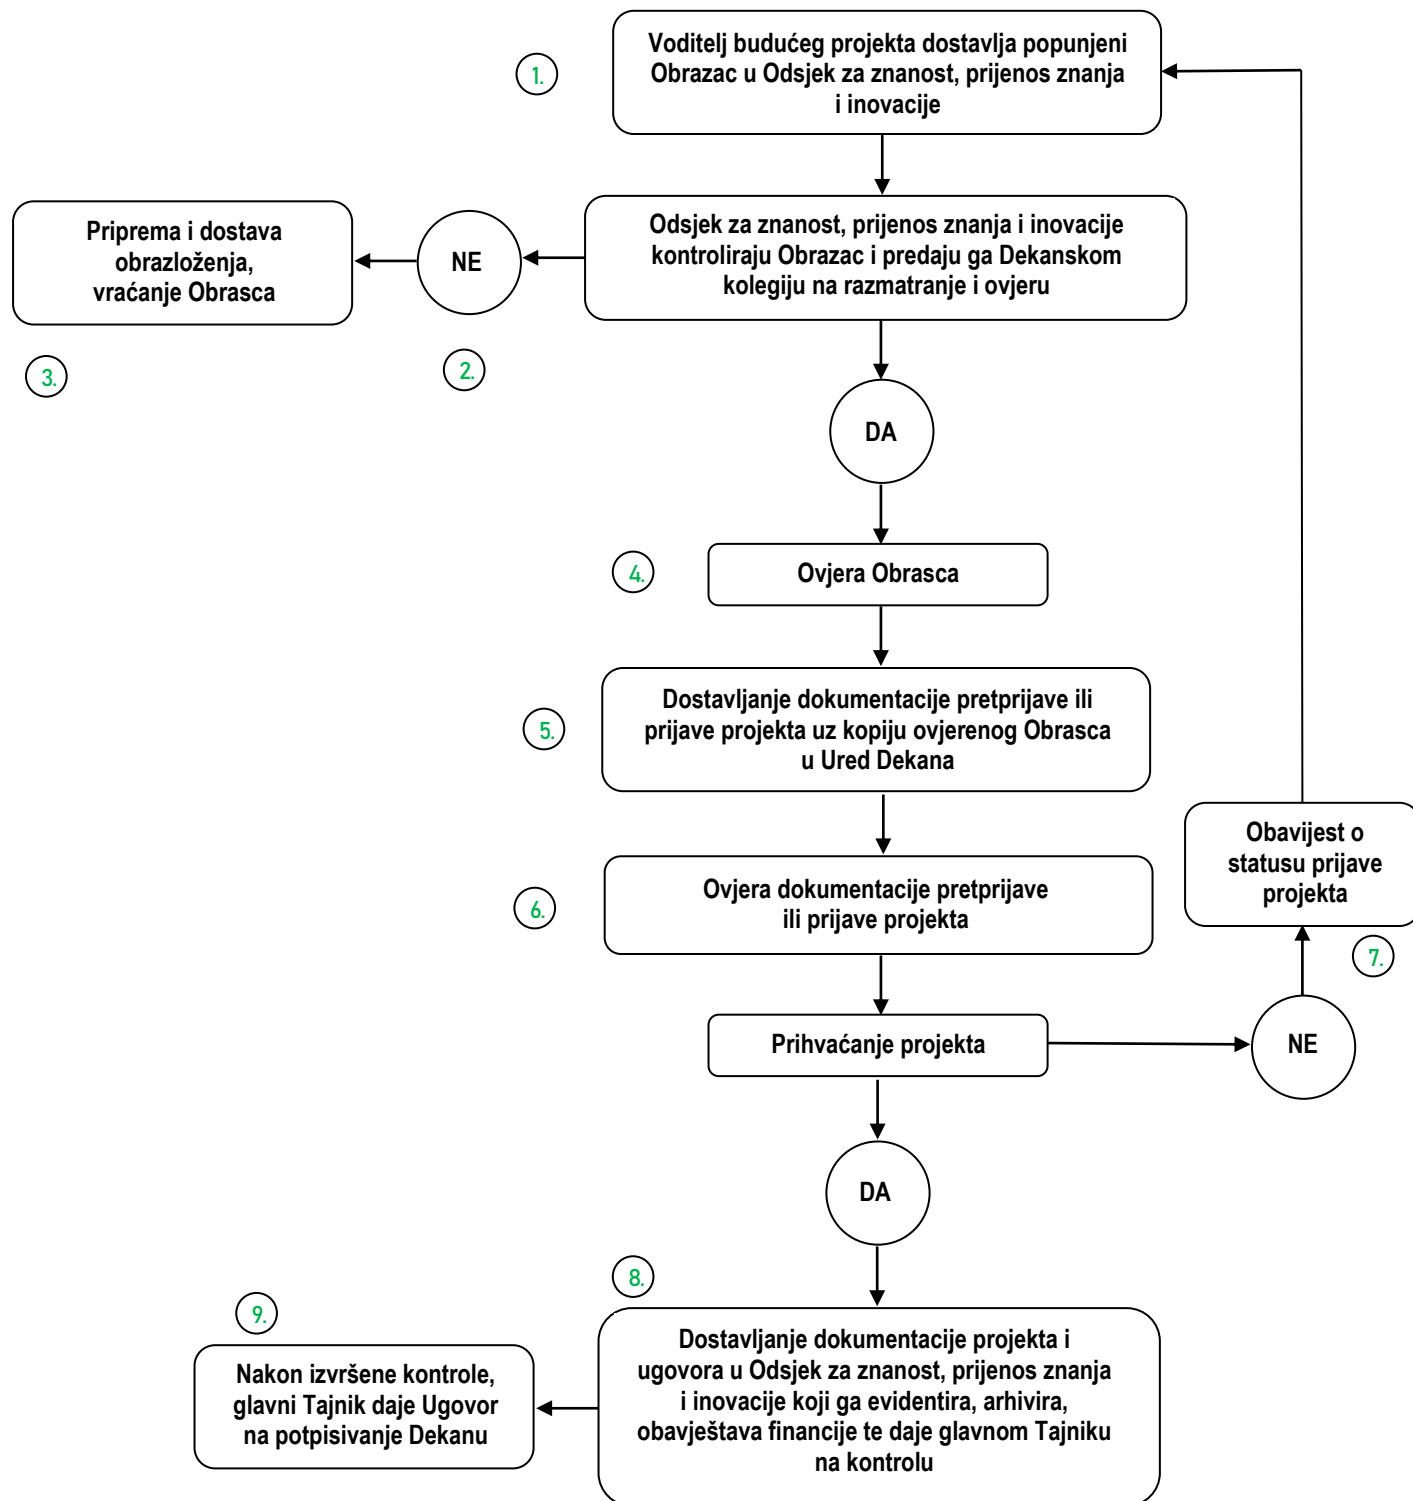 1.
Voditelj budućeg projekta dostavlja popunjeni
Obrazac u Odsjek za znanost, prijenos znanja
i inovacije
Odsjek za znanost, prijenos znanja i inovacije
kontroliraju Obrazac i predaju ga Dekanskom
kolegiju na razmatranje i ovjeru
NE
2.
Priprema i dostava
obrazloženja,
vraćanje Obrasca
3.
DA
4.
Ovjera Obrasca
5.
Dostavljanje dokumentacije pretprijave ili
prijave projekta uz kopiju ovjerenog Obrasca
u Ured Dekana
6.
Ovjera dokumentacije pretprijave
ili prijave projekta
Prihvaćanje projekta
NE
7.
Obavijest o
statusu prijave
projekta
DA
8.
Dostavljanje dokumentacije projekta i
ugovora u Odsjek za znanost, prijenos znanja
i inovacije koji ga evidentira, arhivira,
obavještava financije te daje glavnom Tajniku
na kontrolu
9.
Nakon izvršene kontrole,
glavni Tajnik daje Ugovor
na potpisivanje Dekanu